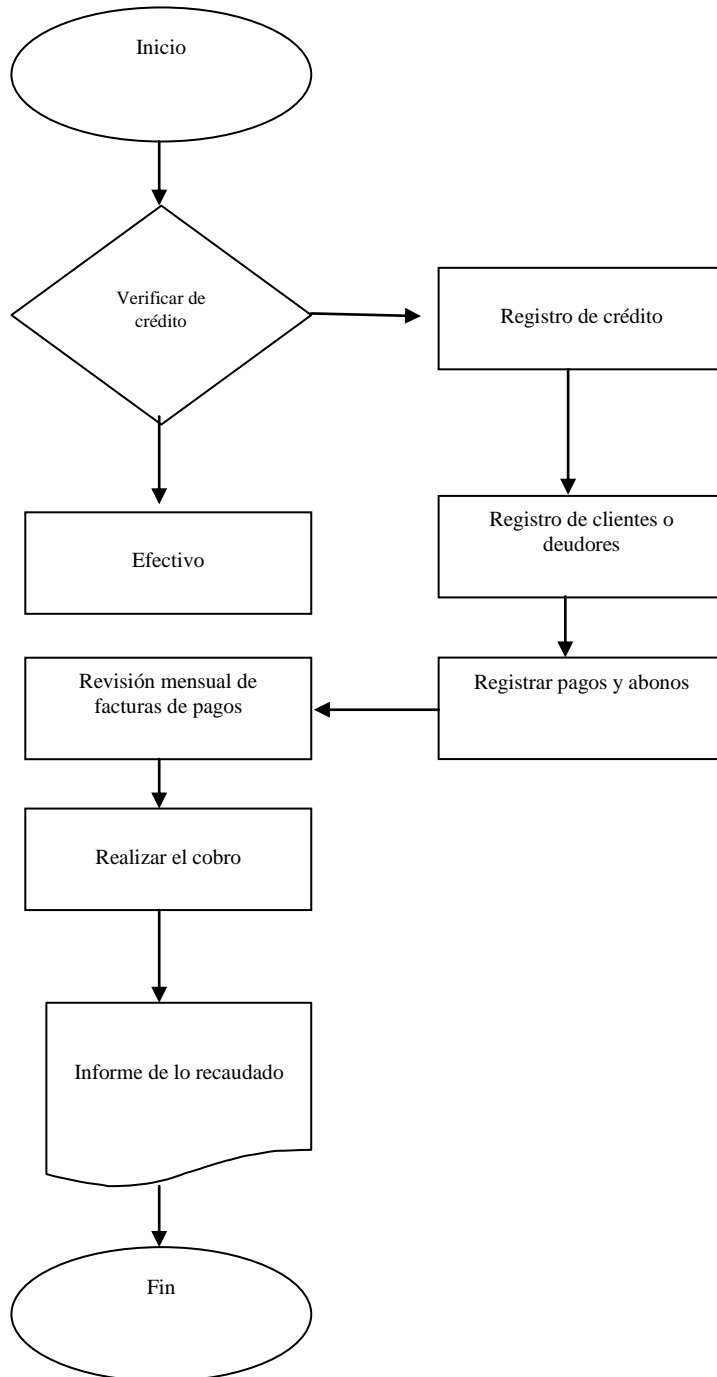 Inicio
Verificar de
crédito
Registro de crédito
Efectivo
Registro de clientes o
deudores
Revisión mensual de
facturas de pagos
Registrar pagos y abonos
Realizar el cobro
Informe de lo recaudado
Fin